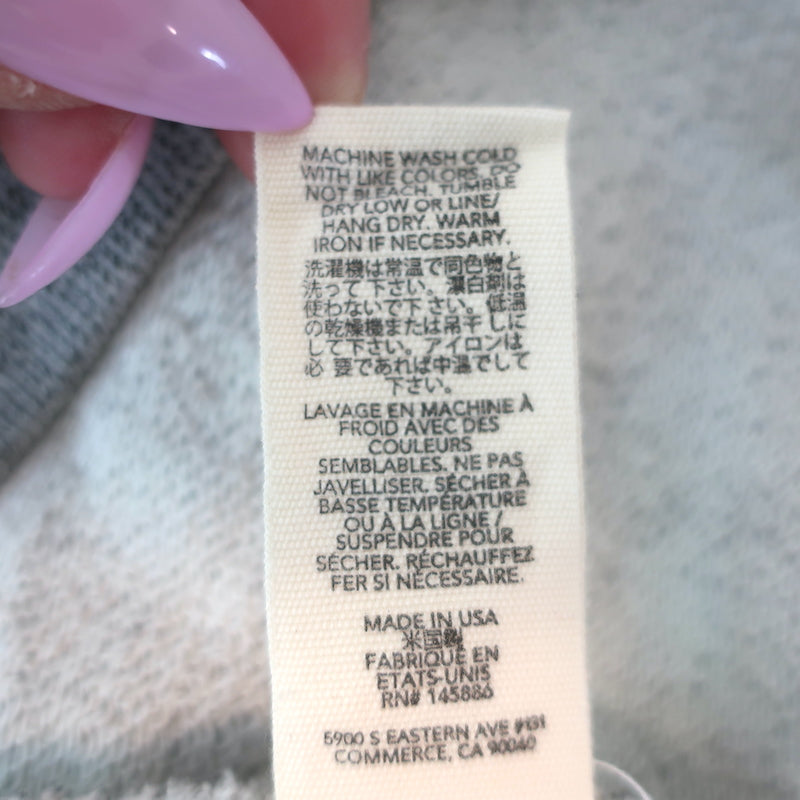 MACHINE WASH COLD
WITH LIKE COLORS. DO
NOT BLEACH. TUMBLE
DRY LOW OR LINE/
HANG DRY. WARM
IRON IF NECESSARY.
洗濯機は常温で同色物と
洗って下さい。漂白剤は
使わないで下さい。低温
の乾燥機または吊干しに
して下さい。アイロンは
必要であれば中温でして
下さい。
LAVAGE EN MACHINE À
FROID AVEC DES
COULEURS
SEMBLABLES. NE PAS
JAVELLISER. SÉCHER À
BASSE TEMPÉRATURE
OU À LA LIGNE /
SUSPENDRE POUR
SÉCHER. RÉCHAUFFEZ
FER SI NÉCESSAIRE.
MADE IN USA
米国製
FABRIQUÉ EN
ETATS-UNIS
RN# 145886
5900 S EASTERN AVE #131
COMMERCE, CA 90040